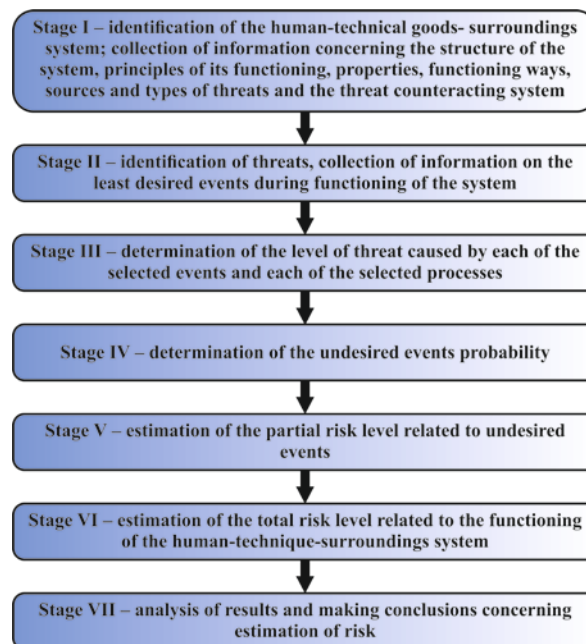 Stage I – identification of the human-technical goods- surroundings
system; collection of information concerning the structure of the
system, principles of its functioning, properties, functioning ways,
sources and types of threats and the threat counteracting system
Stage II – identification of threats, collection of information on the
least desired events during functioning of the system
Stage III – determination of the level of threat caused by each of the
selected events and each of the selected processes
Stage IV – determination of the undesired events probability
Stage V – estimation of the partial risk level related to undesired
events
Stage VI – estimation of the total risk level related to the functioning
of the human-technique-surroundings system
Stage VII – analysis of results and making conclusions concerning
estimation of risk